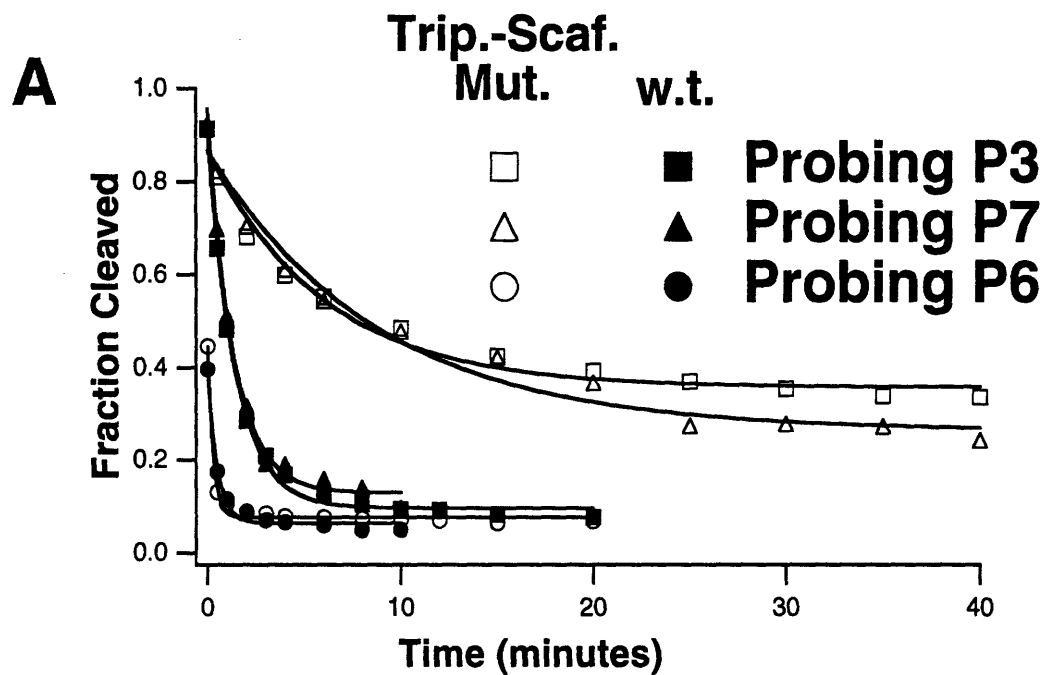 Trip.-Scaf.
A
Mut. w.t.
Probing P3
Probing P7
Probing P6
Fraction Cleaved
1.0
0.8
0.6
0.4
0.2
0.0
0 10 20 30 40
Time (minutes)